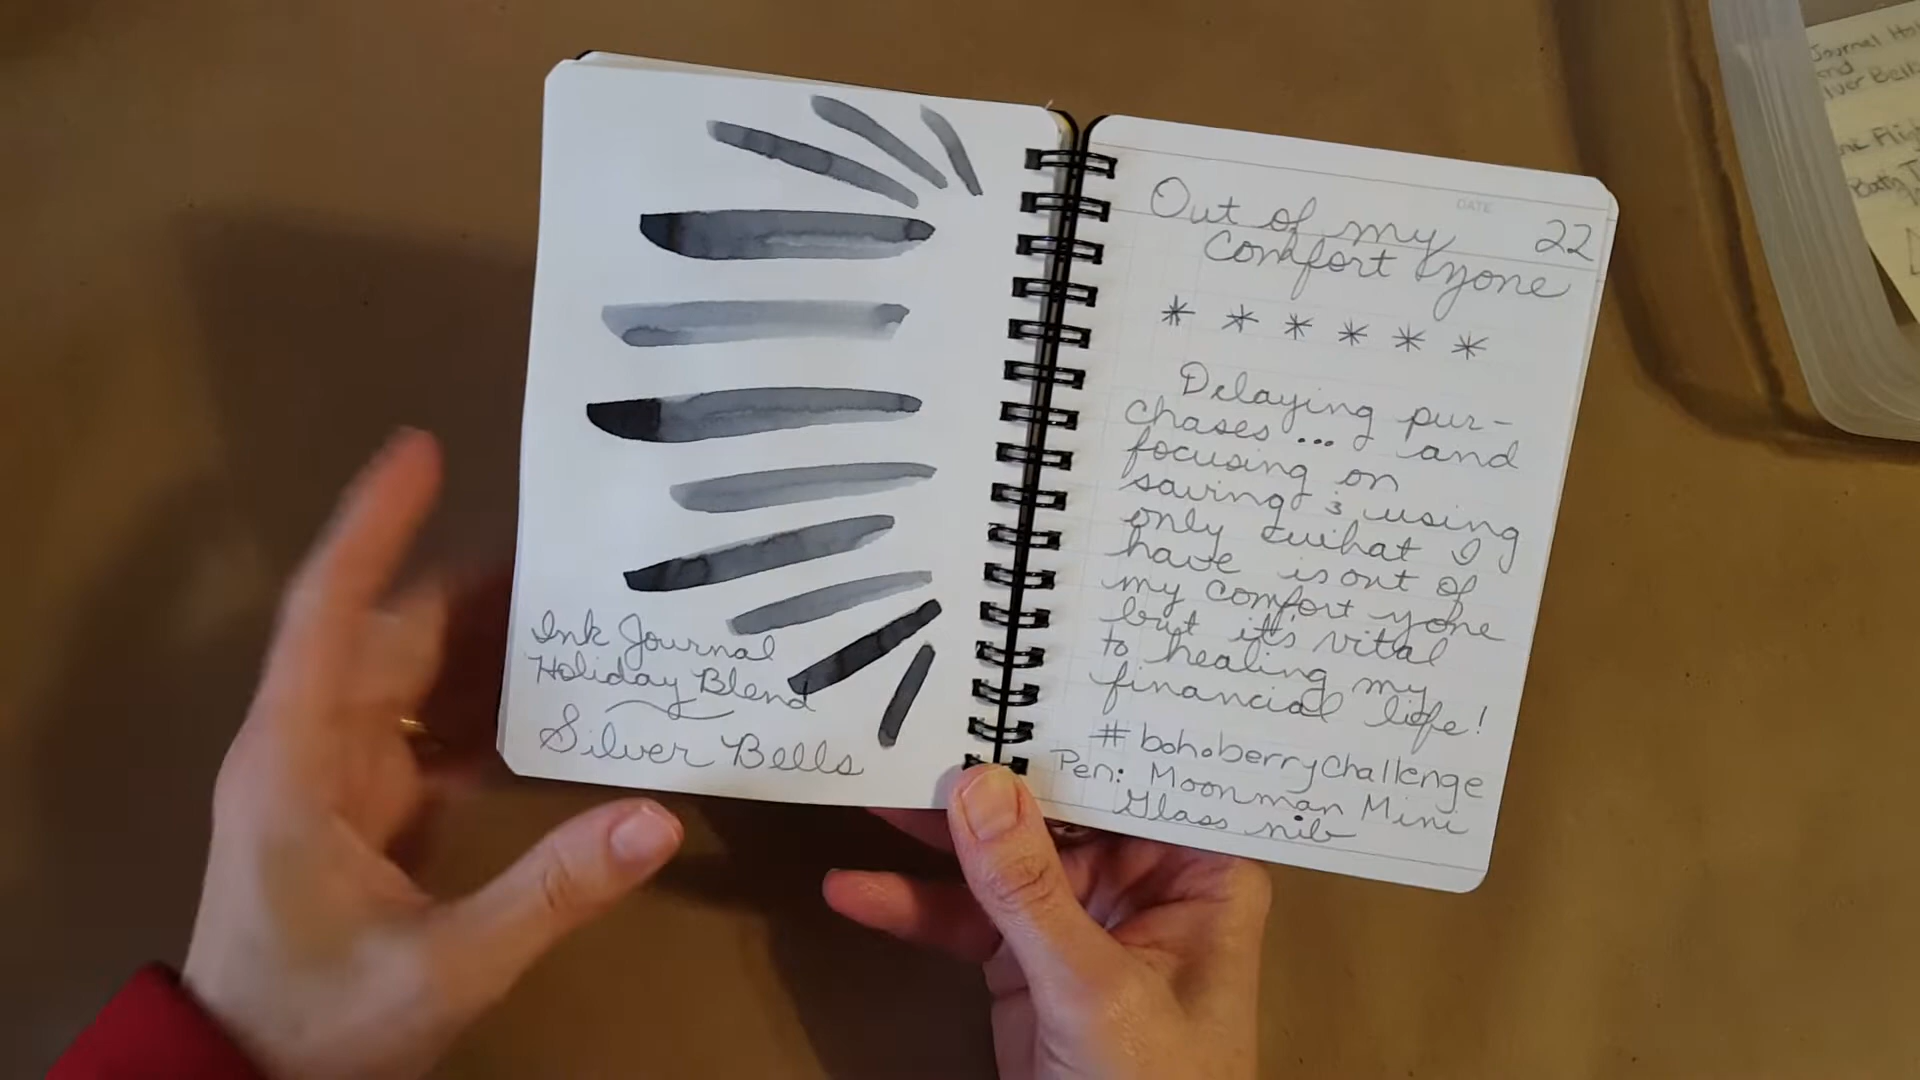 Ink Journal
Holiday Blend
Silver Bells
DATE
22
Out of my
Comfort zone
* * * * * *
Delaying pur-
chases... and
focusing on
saving & using
only what I
have is out of
my comfort zone
but it's vital
to healing my
financial life!
#bohoberrychallenge
Pen: Moonman Mini
Glass nib
Journal